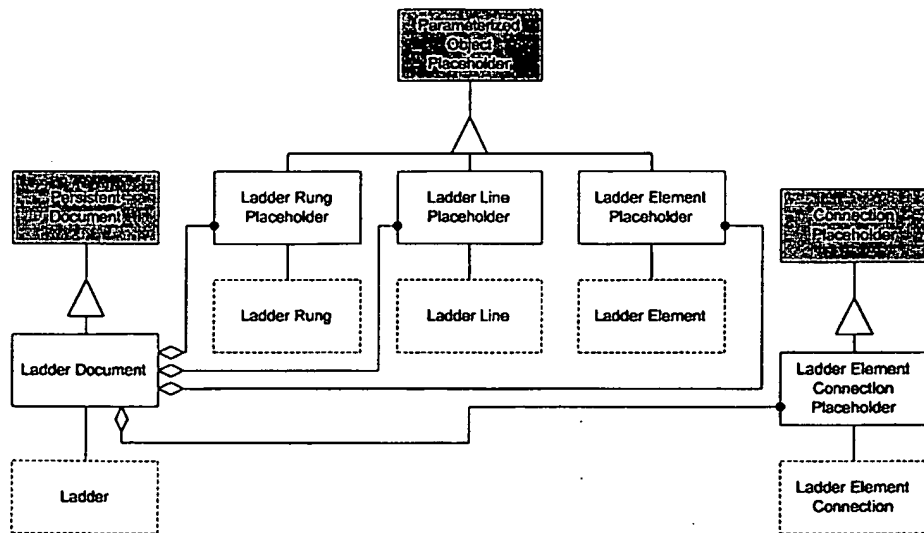 Parameterized
Object
Placeholder
Persistent
Document
Ladder Rung
Placeholder
Ladder Line
Placeholder
Ladder Element
Placeholder
Connection
Placeholder
Ladder Rung
Ladder Line
Ladder Element
Ladder Document
Ladder Element
Connection
Placeholder
Ladder
Ladder Element
Connection